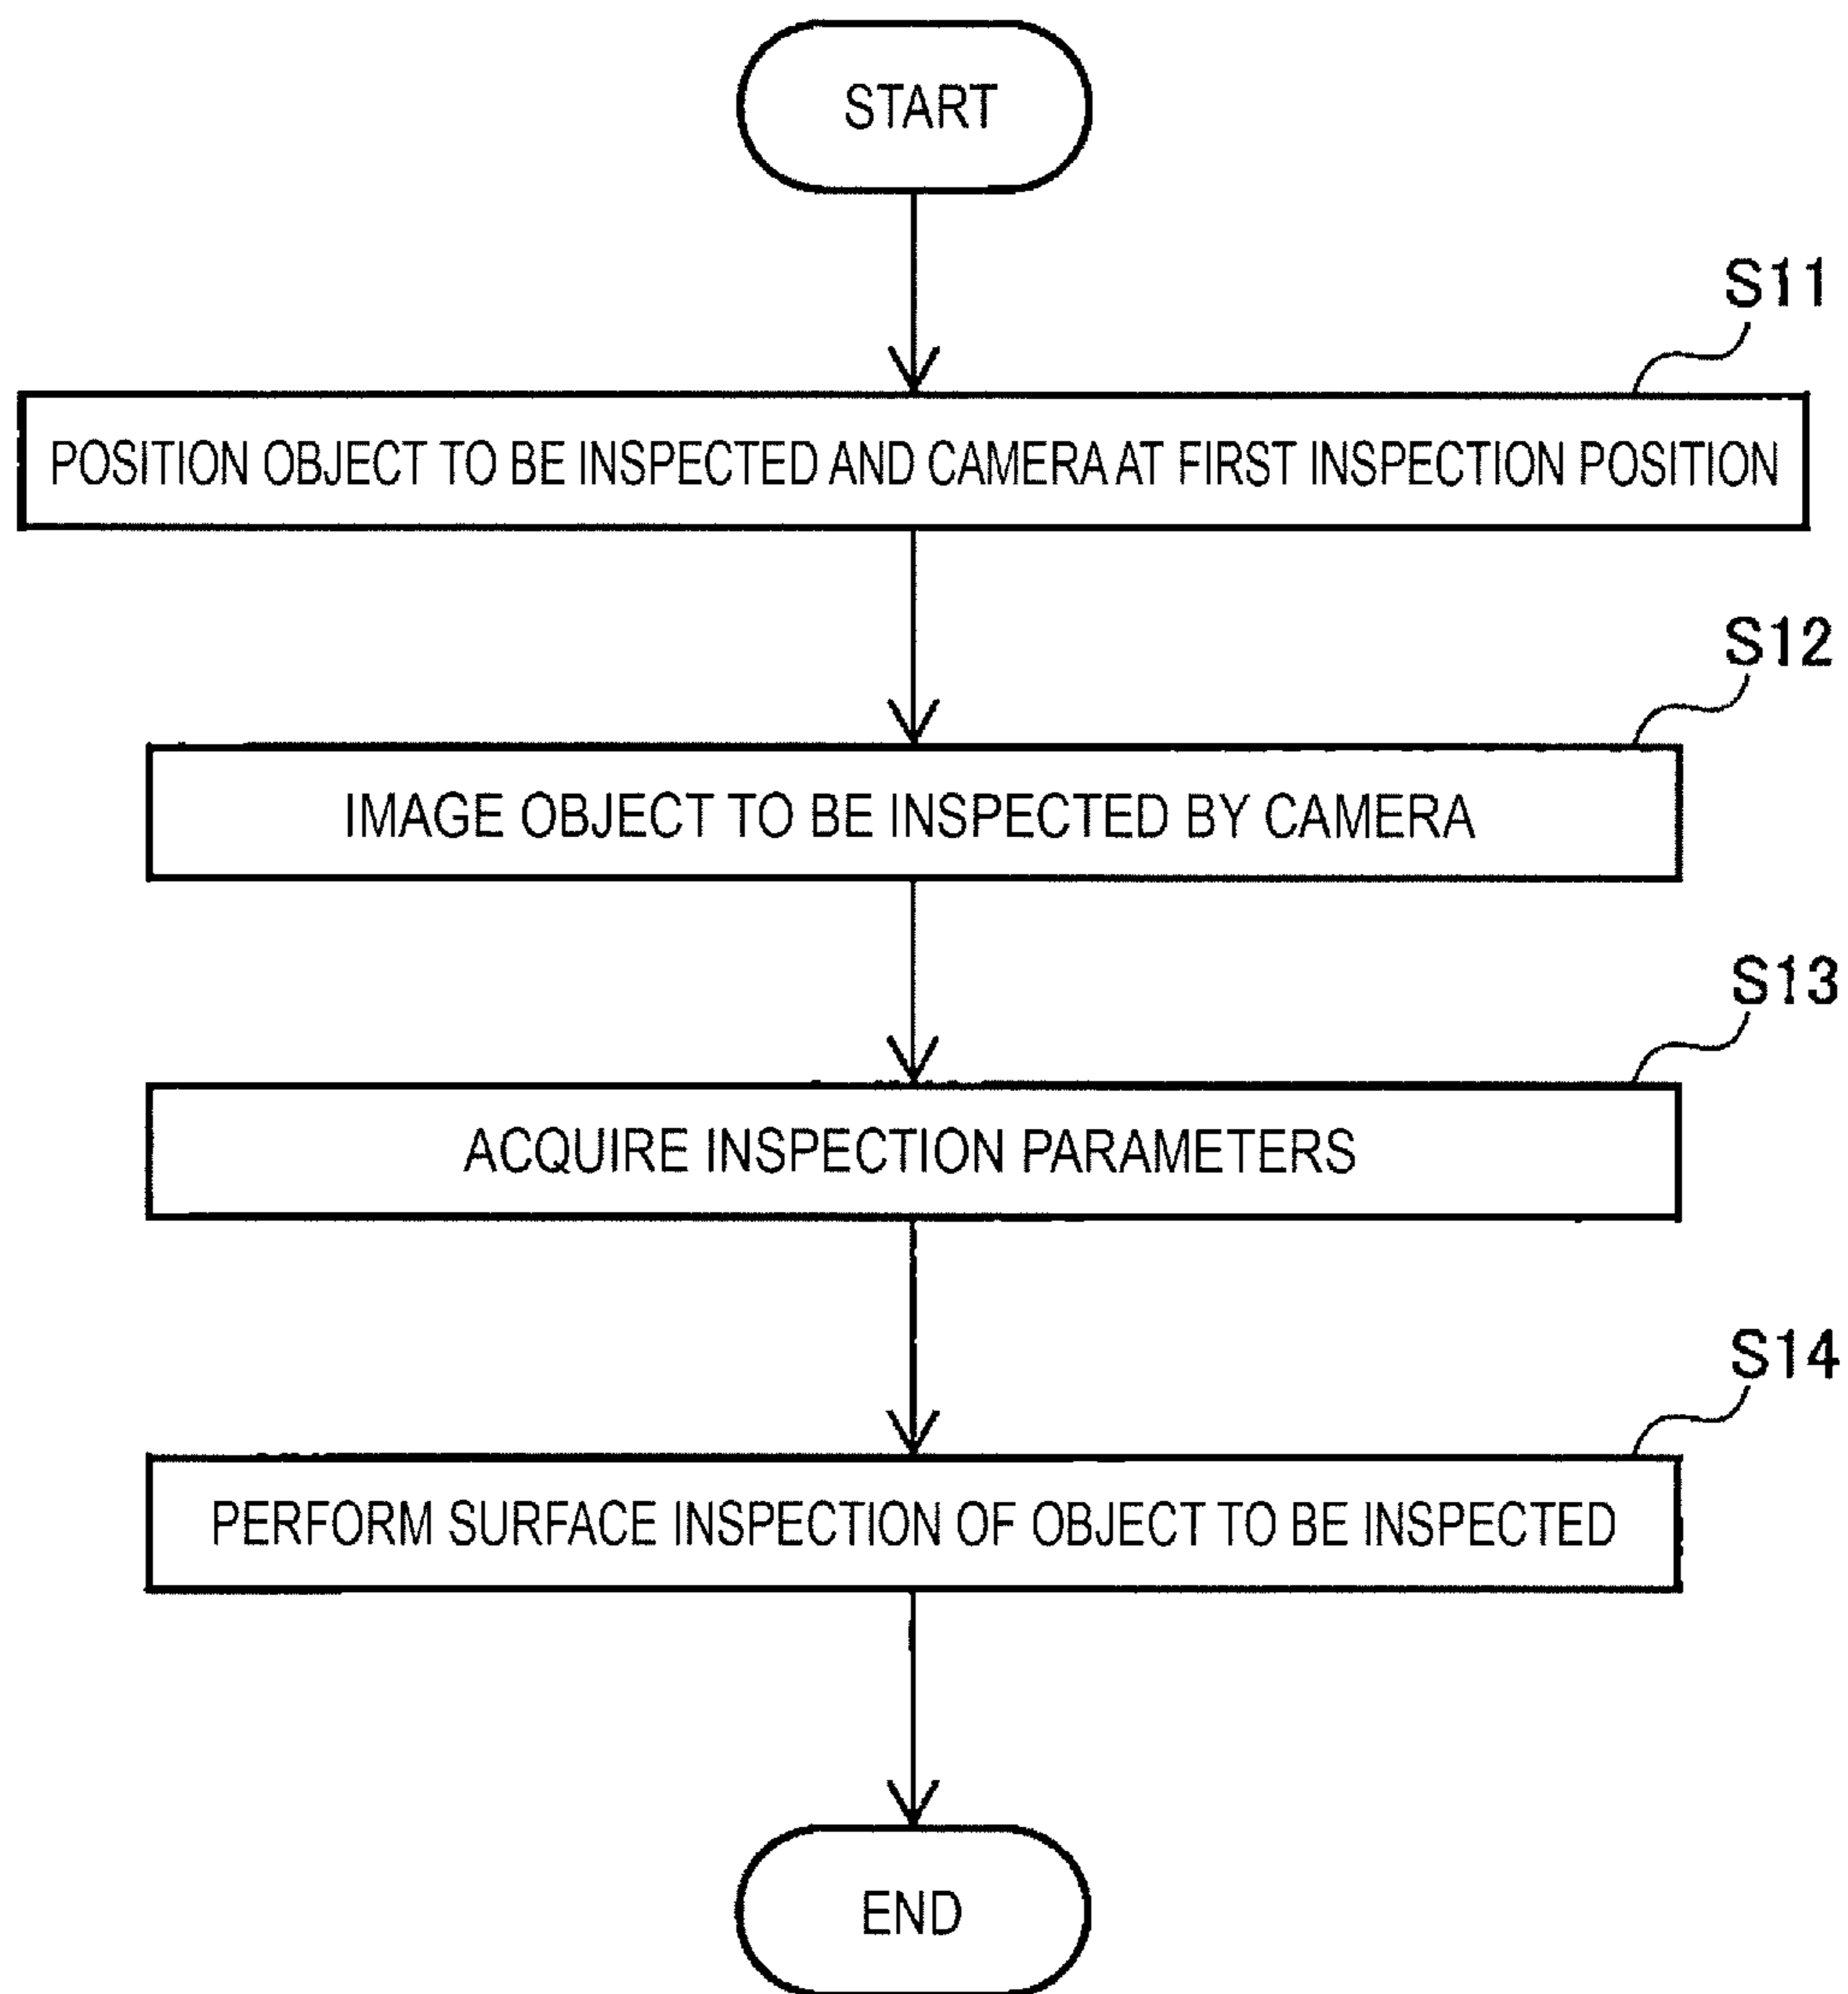 START
S11
POSITION OBJECT TO BE INSPECTED AND CAMERA AT FIRST INSPECTION POSITION
S12
IMAGE OBJECT TO BE INSPECTED BY CAMERA
S13
ACQUIRE INSPECTION PARAMETERS
S14
PERFORM SURFACE INSPECTION OF OBJECT TO BE INSPECTED
END